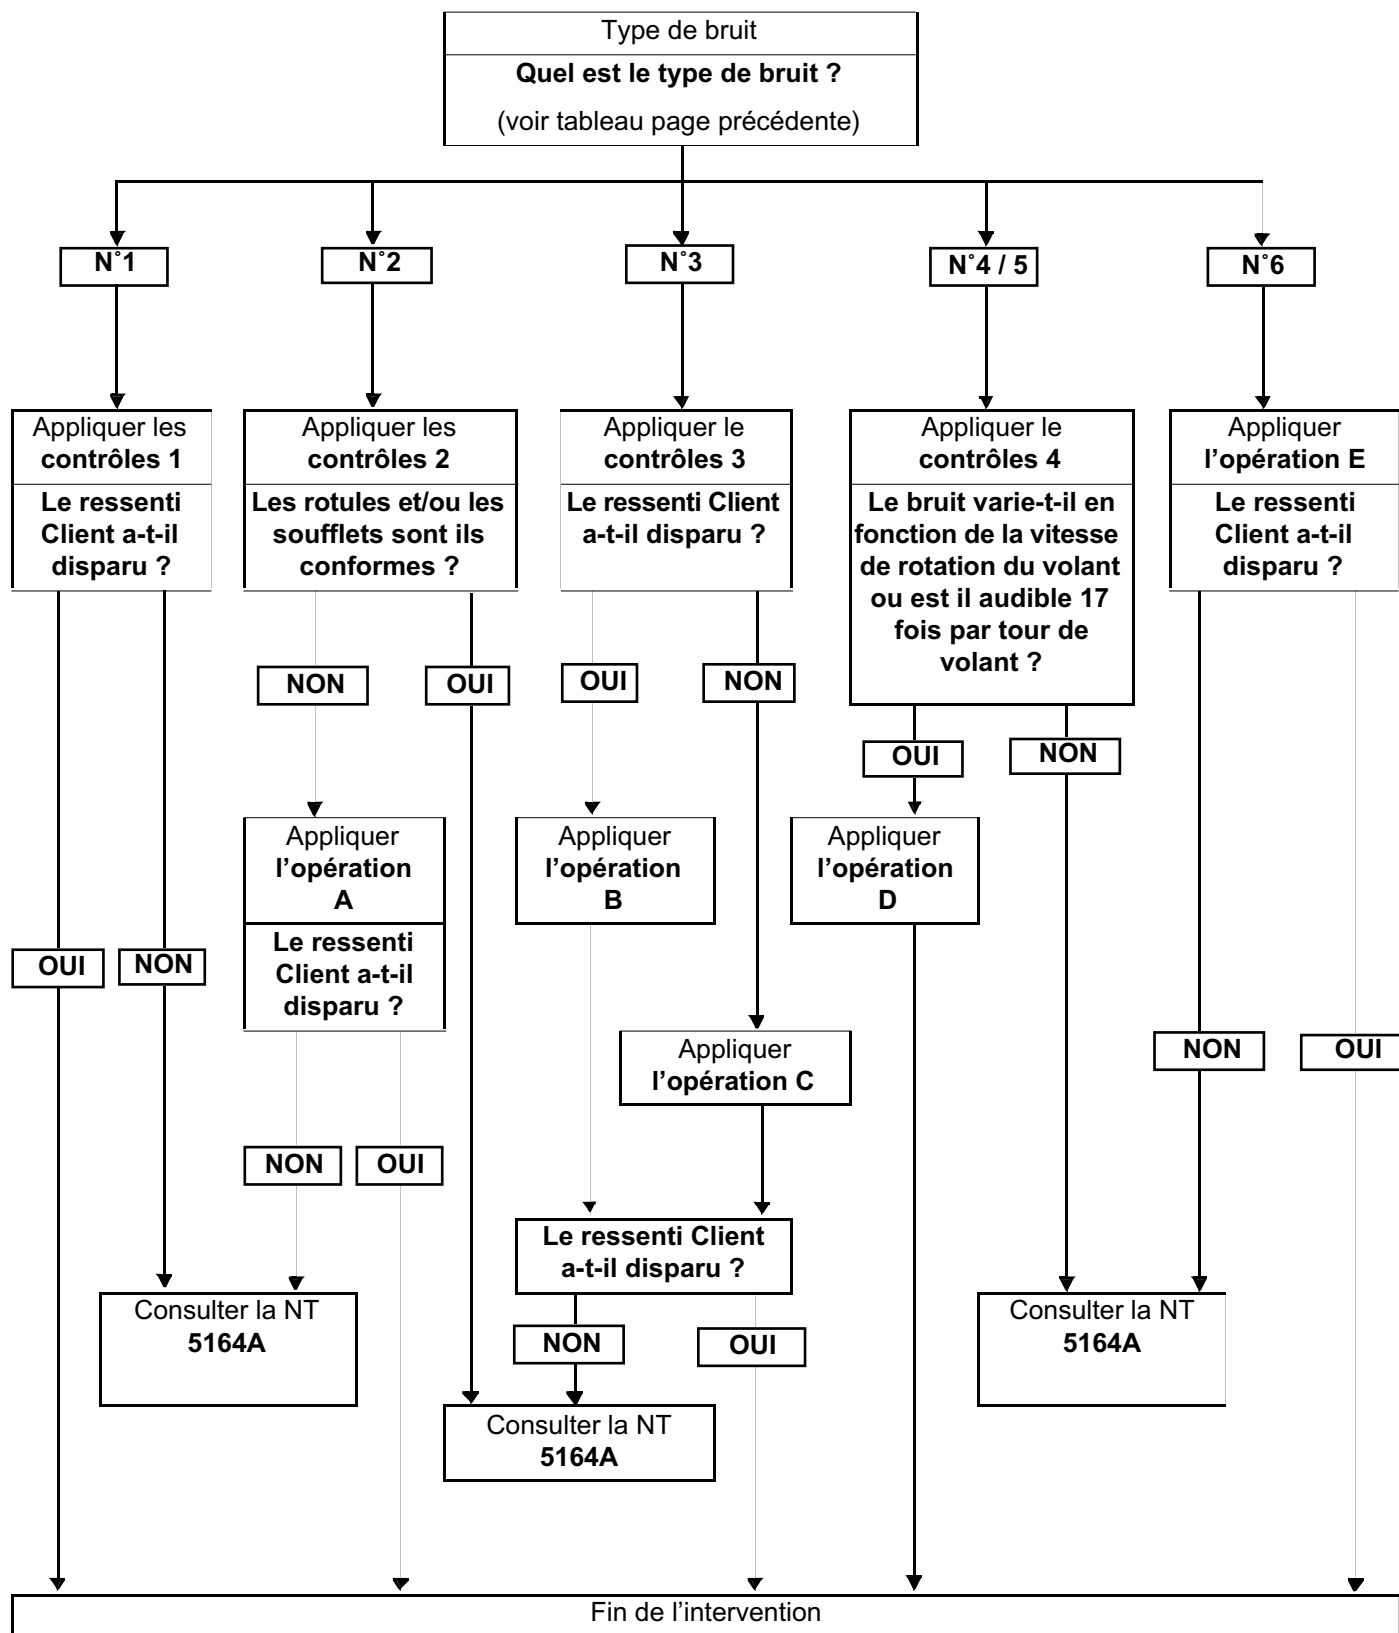 Type de bruit
Quel est le type de bruit ?
(voir tableau page précédente)
N°1
N°2
N°3
N°4 / 5
N°6
Appliquer les
contrôles 1
Le ressenti
Client a-t-il
disparu ?
Appliquer les
contrôles 2
Les rotules et/ou les
soufflets sont ils
conformes ?
Appliquer le
contrôles 3
Le ressenti Client
a-t-il disparu ?
Appliquer le
contrôles 4
Le bruit varie-t-il en
fonction de la vitesse
de rotation du volant
ou est il audible 17
fois par tour de
volant ?
Appliquer
l’opération E
Le ressenti
Client a-t-il
disparu ?
NON
OUI
OUI
NON
OUI
NON
Appliquer
l’opération
A
Le ressenti
Client a-t-il
disparu ?
Appliquer
l’opération
B
Appliquer
l’opération
D
OUI
NON
Appliquer
l’opération C
NON
OUI
NON
OUI
Le ressenti Client
a-t-il disparu ?
Consulter la NT
5164A
NON
OUI
Consulter la NT
5164A
Consulter la NT
5164A
Fin de l’intervention